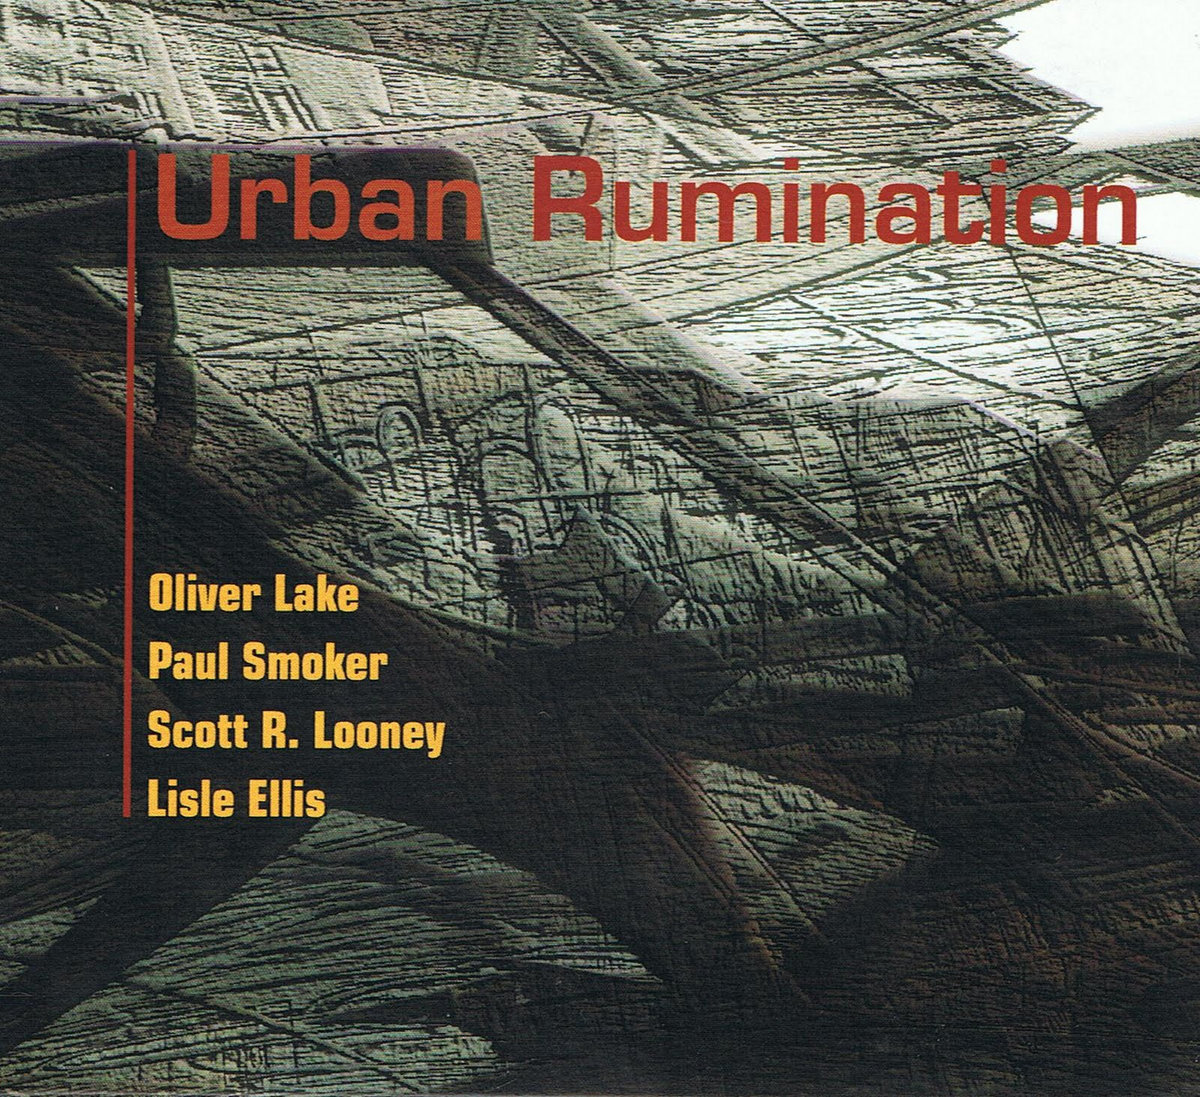 Urban Rumination
Oliver Lake
Paul Smoker
Scott R. Looney
Lisle Ellis